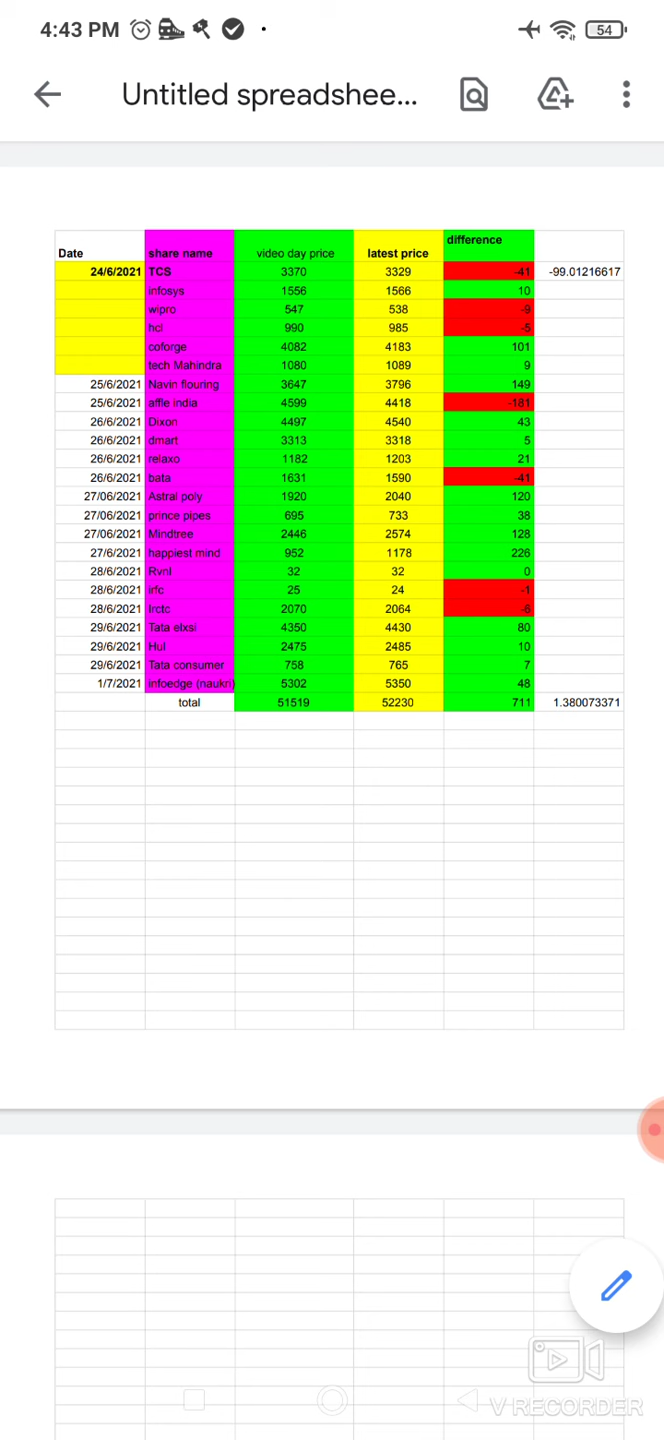 4:43 PM
54
Untitled spreadshee...
Date share name video day price latest price difference
24/6/2021 TCS 3370 3329 -41 -99.01216617
infosys 1556 1566 10
wipro 547 538 -9
hcl 990 985 -5
coforge 4082 4183 101
tech Mahindra 1080 1089 9
25/6/2021 Navin flouring 3647 3796 149
25/6/2021 affle india 4599 4418 -181
26/6/2021 Dixon 4497 4540 43
26/6/2021 dmart 3313 3318 5
26/6/2021 relaxo 1182 1203 21
26/6/2021 bata 1631 1590 -41
27/06/2021 Astral poly 1920 2040 120
27/06/2021 prince pipes 695 733 38
27/06/2021 Mindtree 2446 2574 128
27/6/2021 happiest mind 952 1178 226
28/6/2021 Rvnl 32 32 0
28/6/2021 irfc 25 24 -1
28/6/2021 Irctc 2070 2064 -6
29/6/2021 Tata elxsi 4350 4430 80
29/6/2021 Hul 2475 2485 10
29/6/2021 Tata consumer 758 765 7
1/7/2021 infoedge (naukri) 5302 5350 48
total 51519 52230 711 1.380073371
V RECORDER